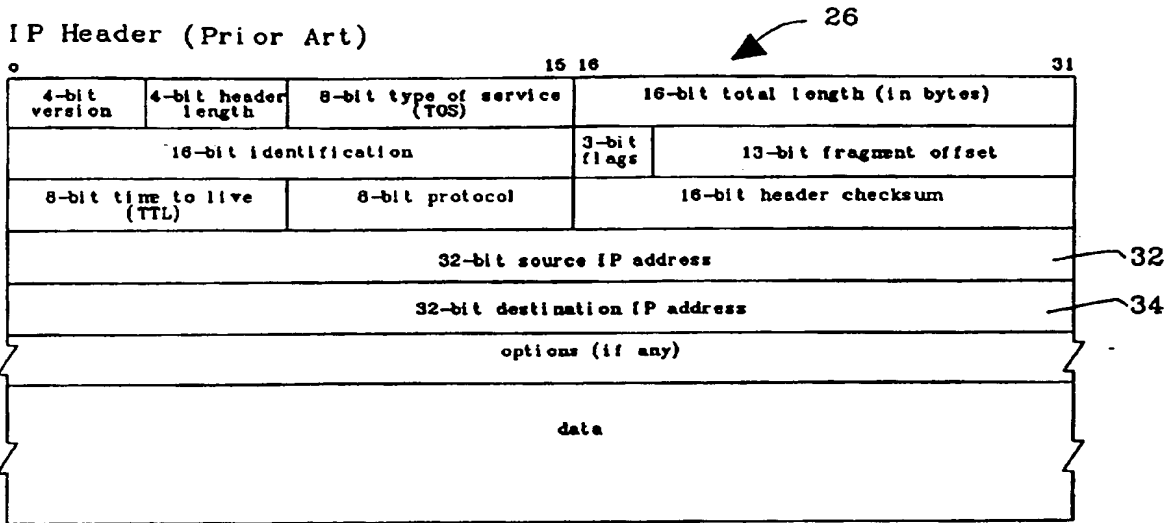 26
IP Header (Prior Art)
0 15 16 31
4-bit version 4-bit header length 8-bit type of service (TOS) 16-bit total length (in bytes)
16-bit identification 3-bit flags 13-bit fragment offset
8-bit time to live (TTL) 8-bit protocol 16-bit header checksum
32-bit source IP address 32
32-bit destination IP address 34
options (if any)
data